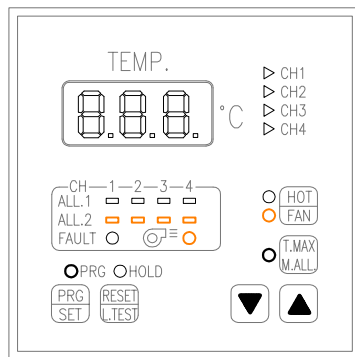 TEMP.
8.8.8.
°C
CH1
CH2
CH3
CH4
CH 1 2 3 4
ALL.1
ALL.2
FAULT
HOT
FAN
T.MAX
M.ALL.
PRG HOLD
PRG
SET
RESET
L.TEST